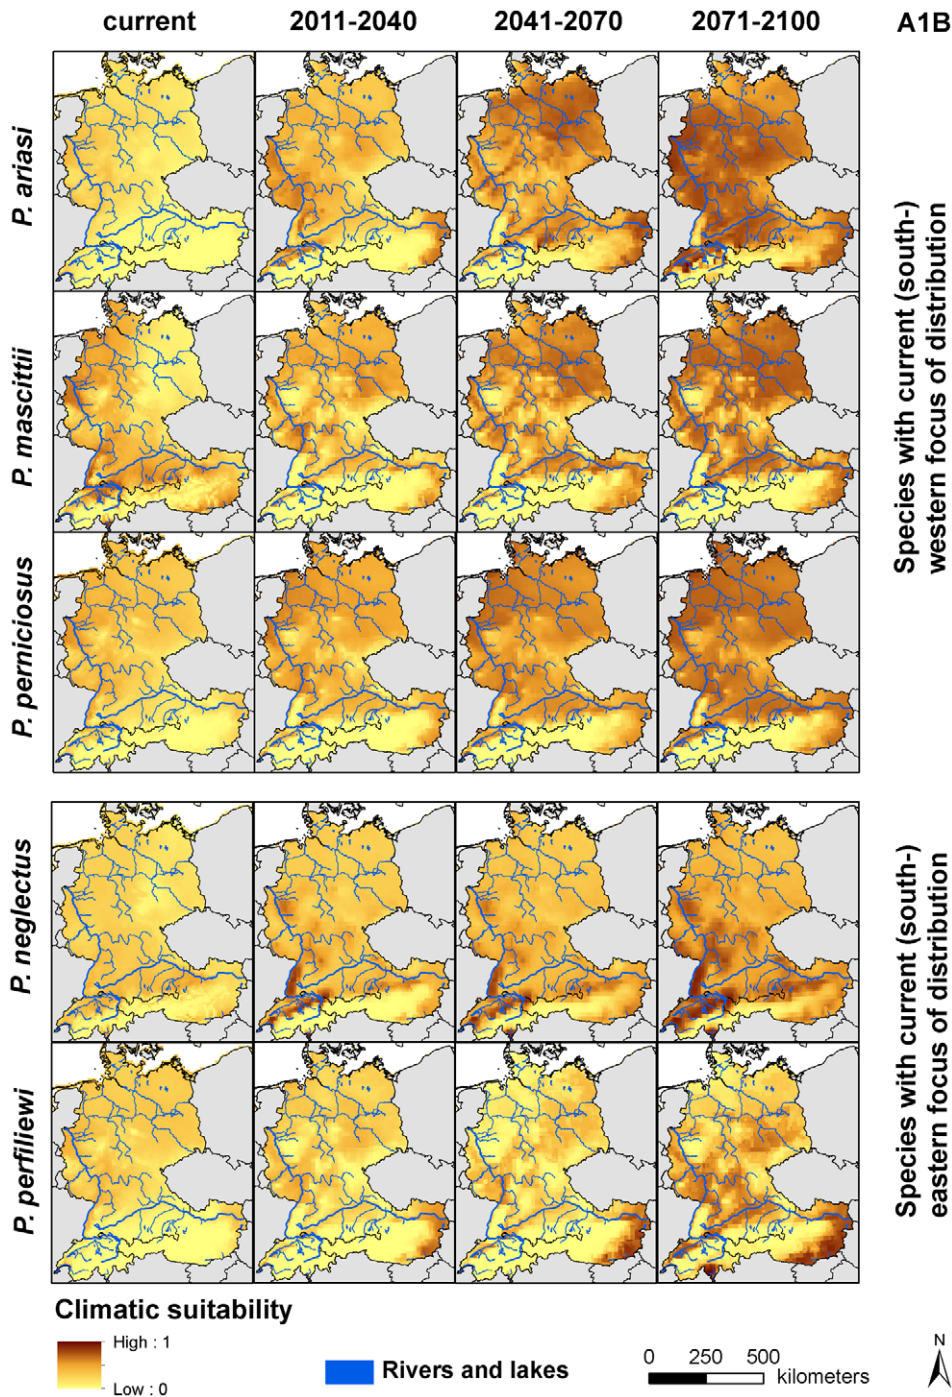 current 2011-2040 2041-2070 2071-2100 A1B
P. ariasi
P. mascittii
P. perniciosus
Species with current (south-)
western focus of distribution
P. neglectus
P. perfiliewi
Species with current (south-)
eastern focus of distribution
Climatic suitability
High : 1
Low : 0
Rivers and lakes
0 250 500
kilometers
N